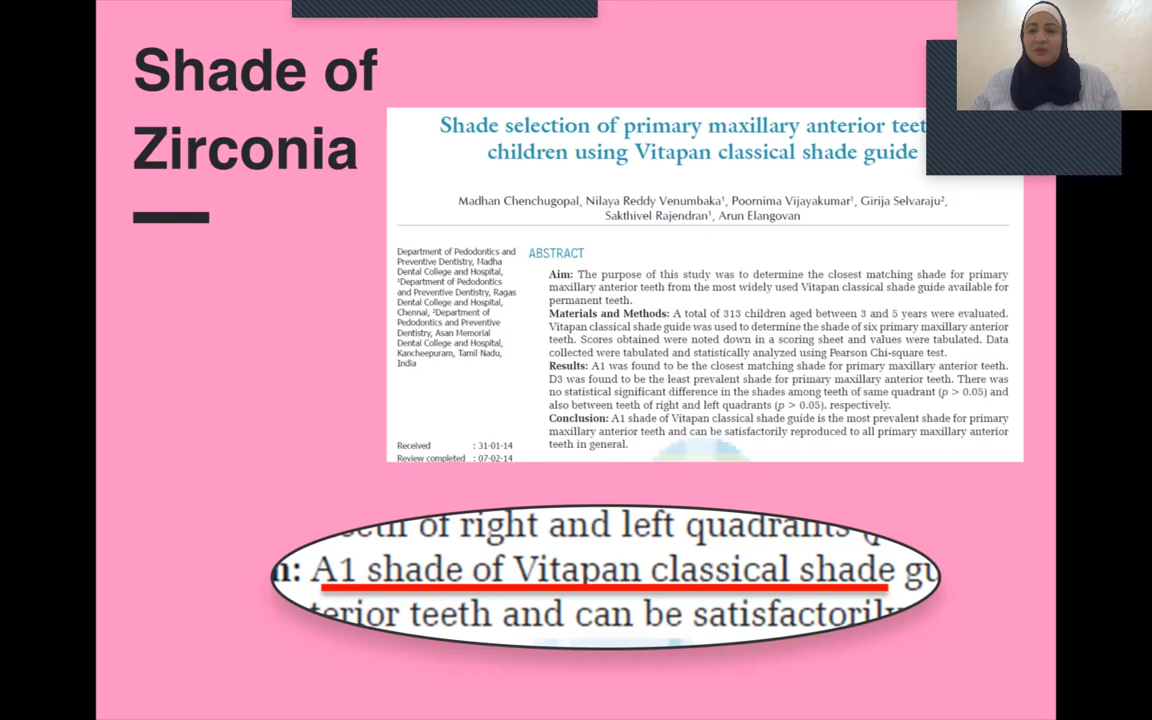 Shade of
Zirconia
Shade selection of primary maxillary anterior
children using Vitapan classical shade guide
Madhan Chenchugopal, Nilaya Reddy Venumbaka¹, Poornima Vijayakumar¹, Girija Selvaraju²,
Sakthivel Rajendran¹, Arun Elangovan
Department of Pedodontics and
Preventive Dentistry, Madha
Dental College and Hospital,
¹Department of Pedodontics
and Preventive Dentistry, Ragas
Dental College and Hospital,
Chennai, ²Department of
Pedodontics and Preventive
Dentistry, Asan Memorial
Dental College and Hospital,
Kancheepuram, Tamil Nadu,
India
Received : 31-01-14
Review completed : 07-02-14
ABSTRACT
Aim: The purpose of this study was to determine the closest matching shade for primary
maxillary anterior teeth from the most widely used Vitapan classical shade guide available for
permanent teeth.
Materials and Methods: A total of 313 children aged between 3 and 5 years were evaluated.
Vitapan classical shade guide was used to determine the shade of six primary maxillary anterior
teeth. Scores obtained were noted down in a scoring sheet and values were tabulated. Data
collected were tabulated and statistically analyzed using Pearson Chi-square test.
Results: A1 was found to be the closest matching shade for primary maxillary anterior teeth.
D3 was found to be the least prevalent shade for primary maxillary anterior teeth. There was
no statistical significant difference in the shades among teeth of same quadrant (p > 0.05) and
also between teeth of right and left quadrants (p > 0.05). respectively.
Conclusion: A1 shade of Vitapan classical shade guide is the most prevalent shade for primary
maxillary anterior teeth and can be satisfactorily reproduced to all primary maxillary anterior
teeth in general.
of right and left quadrants
A1 shade of Vitapan classical shade
teeth and can be satisfactorily